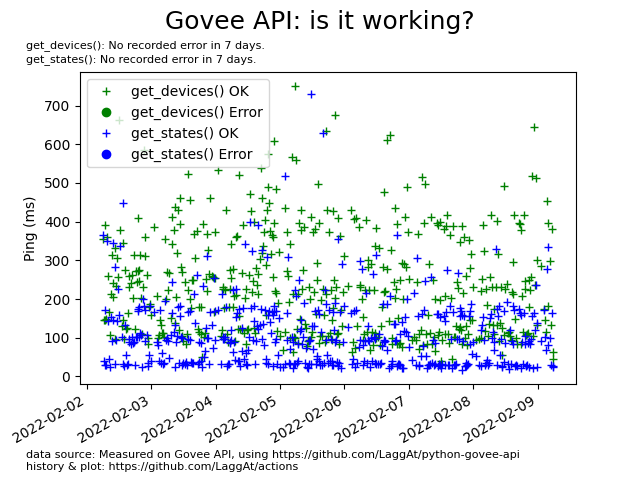 Govee API: is it working?
get_devices(): No recorded error in 7 days.
get_states(): No recorded error in 7 days.
get_devices() OK
get_devices() Error
get_states() OK
get_states() Error
Ping (ms)
700
600
500
400
300
200
100
0
2022-02-02
2022-02-03
2022-02-04
2022-02-05
2022-02-06
2022-02-07
2022-02-08
2022-02-09
data source: Measured on Govee API, using https://github.com/LaggAt/python-govee-api
history & plot: https://github.com/LaggAt/actions